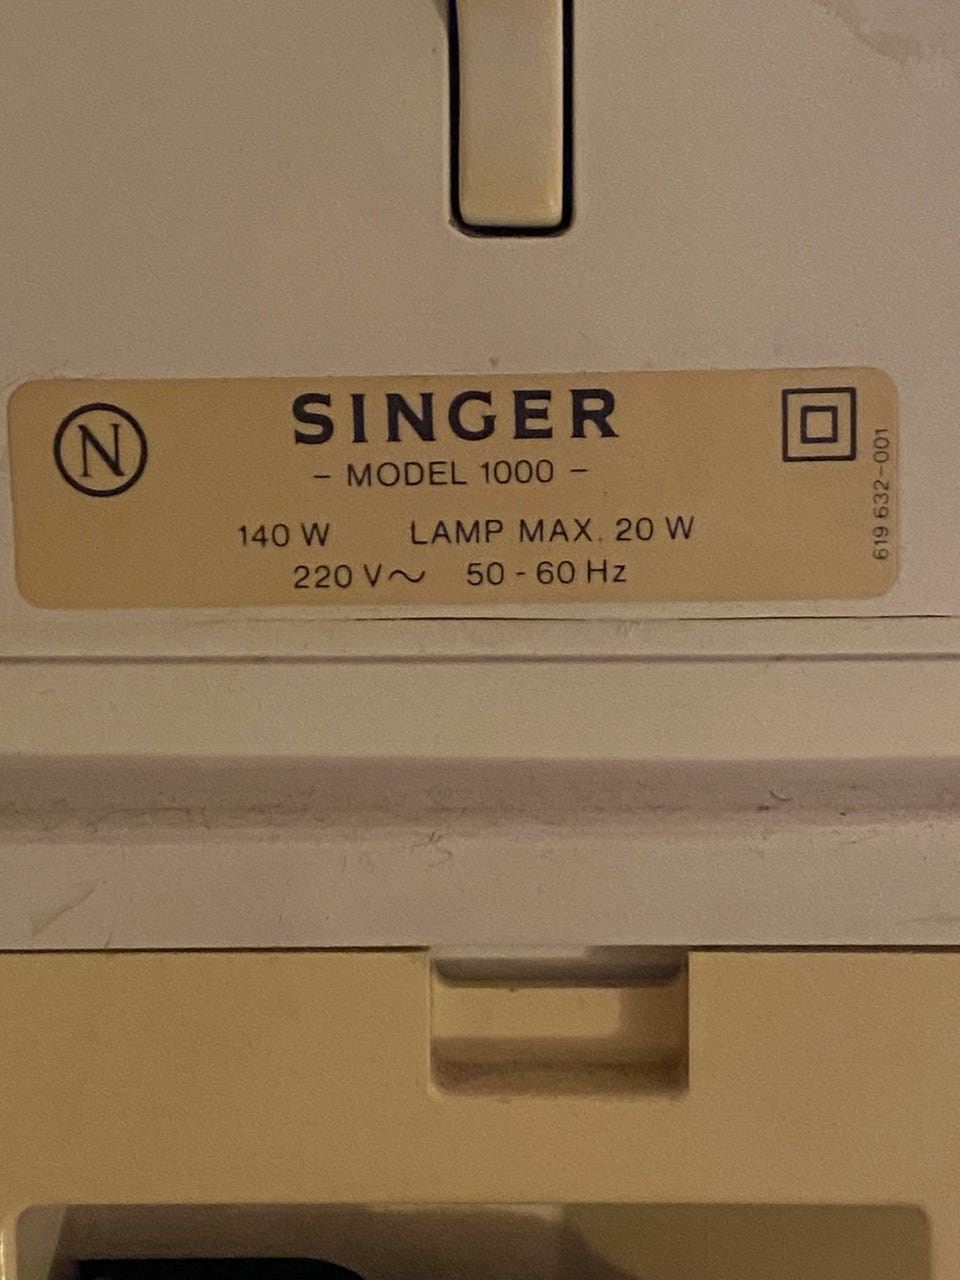 N
SINGER
- MODEL 1000 -
140 W LAMP MAX. 20 W
220 V~ 50 - 60 Hz
619 632-001